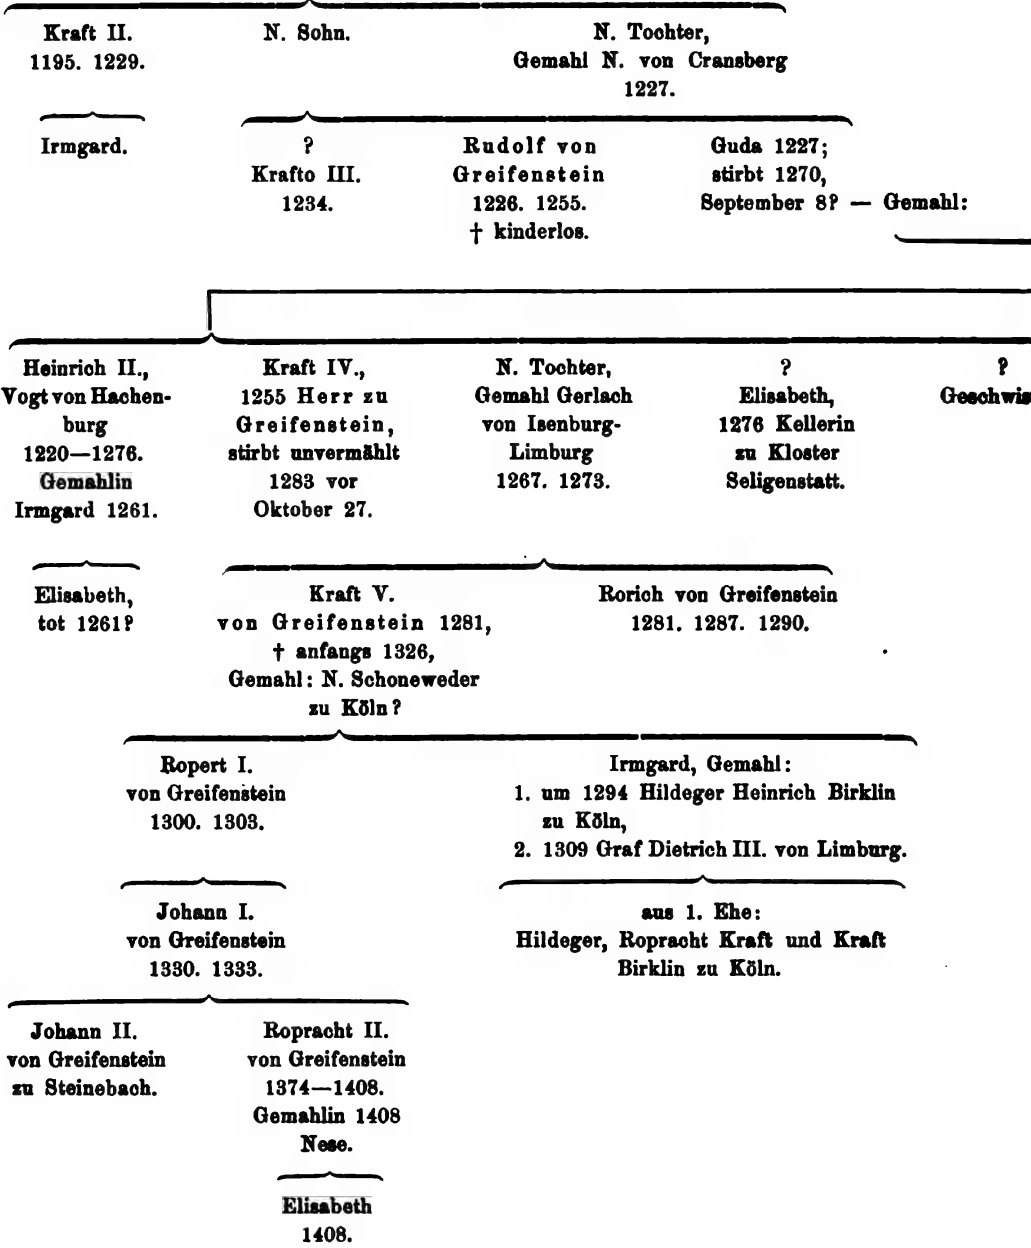 Kraft II.
1195. 1229.
N. Sohn.
N. Tochter,
Gemahl N. von Cransberg
1227.
Irmgard.
?
Krafto III.
1234.
Rudolf von
Greifenstein
1226. 1255.
† kinderlos.
Guda 1227;
stirbt 1270,
September 8? — Gemahl:
Heinrich II.,
Vogt von Hachen-
burg
1220—1276.
Gemahlin
Irmgard 1261.
Kraft IV.,
1255 Herr zu
Greifenstein,
stirbt unvermählt
1283 vor
Oktober 27.
N. Tochter,
Gemahl Gerlach
von Isenburg-
Limburg
1267. 1273.
?
Elisabeth,
1276 Kellerin
zu Kloster
Seligenstatt.
?
Geschwis
Elisabeth,
tot 1261?
Kraft V.
von Greifenstein 1281,
† anfangs 1326,
Gemahl: N. Schoneweder
zu Köln?
Rorich von Greifenstein
1281. 1287. 1290.
Ropert I.
von Greifenstein
1300. 1303.
Irmgard, Gemahl:
1. um 1294 Hildeger Heinrich Birklin
zu Köln,
2. 1309 Graf Dietrich III. von Limburg.
Johann I.
von Greifenstein
1330. 1333.
aus 1. Ehe:
Hildeger, Ropracht Kraft und Kraft
Birklin zu Köln.
Johann II.
von Greifenstein
zu Steinebach.
Ropracht II.
von Greifenstein
1374—1408.
Gemahlin 1408
Nese.
Elisabeth
1408.